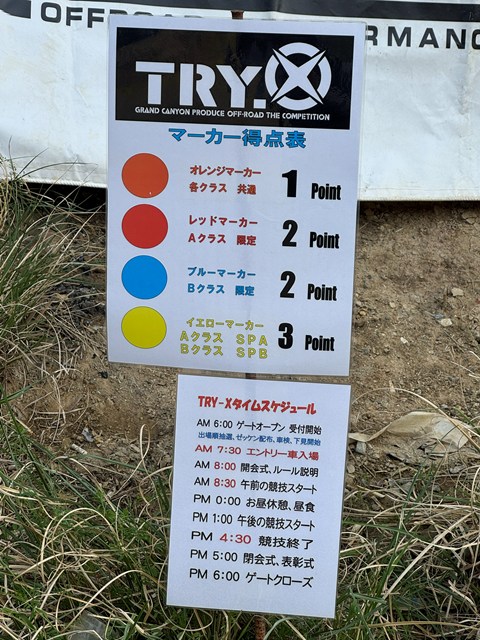 OFFROAD PERFORMANC
TRY.X
GRAND CANYON PRODUCE OFF-ROAD THE COMPETITION
マーカー得点表
オレンジマーカー
各クラス 共通
1 Point
レッドマーカー
Aクラス 限定
2 Point
ブルーマーカー
Bクラス 限定
2 Point
イエローマーカー
Aクラス SPA
Bクラス SPB
3 Point
TRY-Xタイムスケジュール
AM 6:00 ゲートオープン 受付開始
出場順抽選、ゼッケン配布、車検、下見開始
AM 7:30 エントリー車入場
AM 8:00 開会式、ルール説明
AM 8:30 午前の競技スタート
PM 0:00 お昼休憩、昼食
PM 1:00 午後の競技スタート
PM 4:30 競技終了
PM 5:00 閉会式、表彰式
PM 6:00 ゲートクローズ